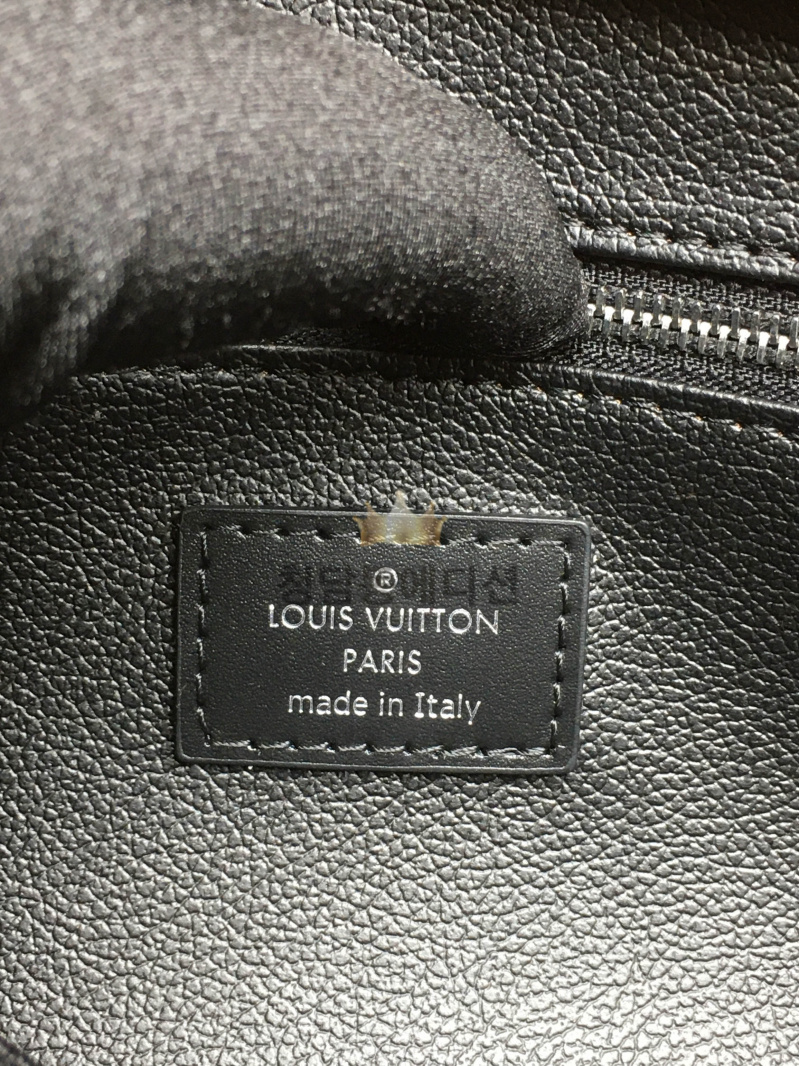 청담에디션
®
LOUIS VUITTON
PARIS
made in Italy